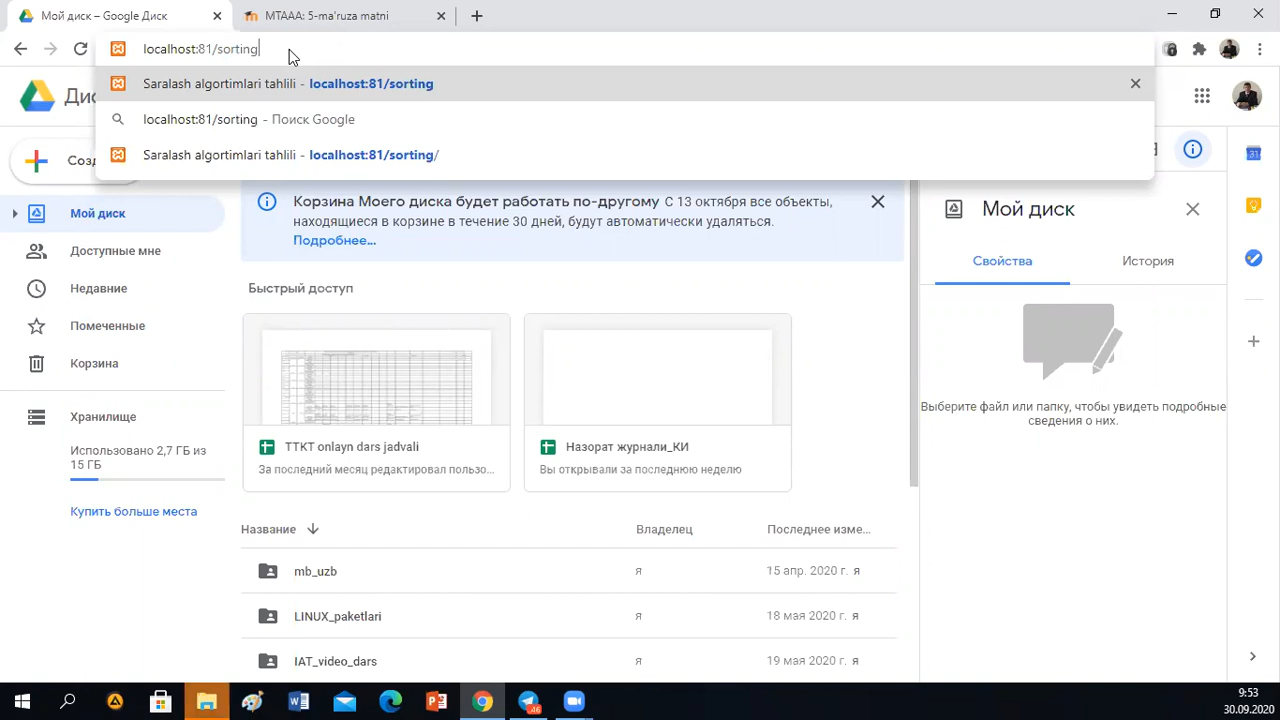 Мой диск – Google Диск
MTAAA: 5-ma'ruza matni
localhost:81/sorting
Saralash algortimlari tahlili - localhost:81/sorting
localhost:81/sorting - Поиск Google
Saralash algortimlari tahlili - localhost:81/sorting/
Мой диск
Доступные мне
Недавние
Помеченные
Корзина
Хранилище
Использовано 2,7 ГБ из
15 ГБ
Купить больше места
Корзина Моего диска будет работать по-другому С 13 октября все объекты,
находящиеся в корзине в течение 30 дней, будут автоматически удаляться.
Подробнее...
Быстрый доступ
TTKT onlayn dars jadvali
За последний месяц редактировал пользо...
Назорат журнали_КИ
Вы открывали за последнюю неделю
Название
Владелец
Последнее изме...
mb_uzb
я
15 апр. 2020 г. я
LINUX_paketlari
я
18 мая 2020 г. я
IAT_video_dars
я
19 мая 2020 г. я
Мой диск
Свойства
История
Выберите файл или папку, чтобы увидеть подробные
сведения о них.
31
46
9:53
30.09.2020